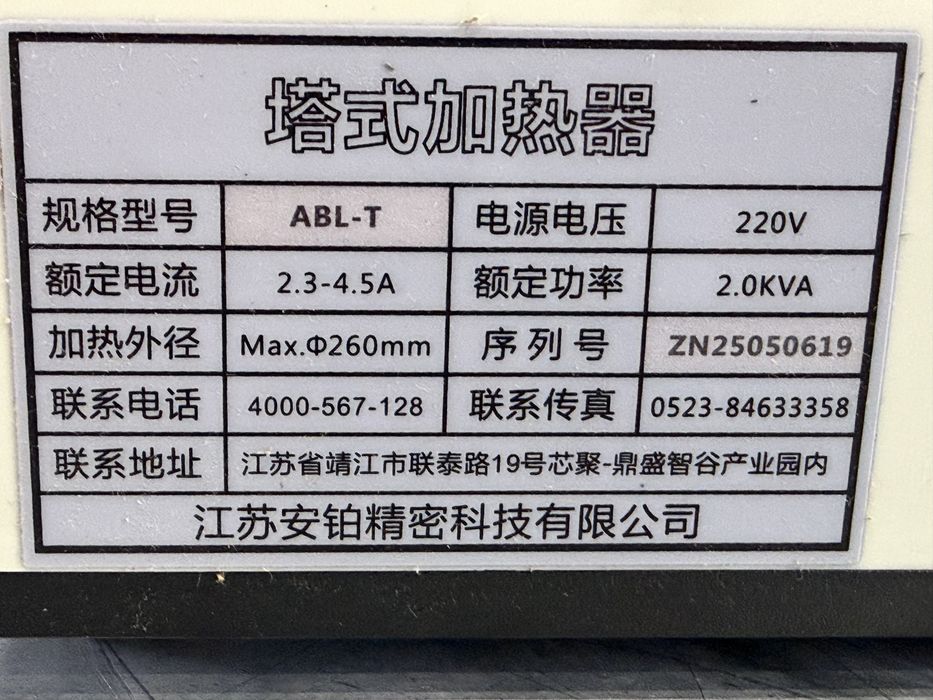 塔式加热器
规格型号 ABL-T 电源电压 220V
额定电流 2.3-4.5A 额定功率 2.0KVA
加热外径 Max.Φ260mm 序列号 ZN25050619
联系电话 4000-567-128 联系传真 0523-84633358
联系地址 江苏省靖江市联泰路19号芯聚-鼎盛智谷产业园内
江苏安铂精密科技有限公司